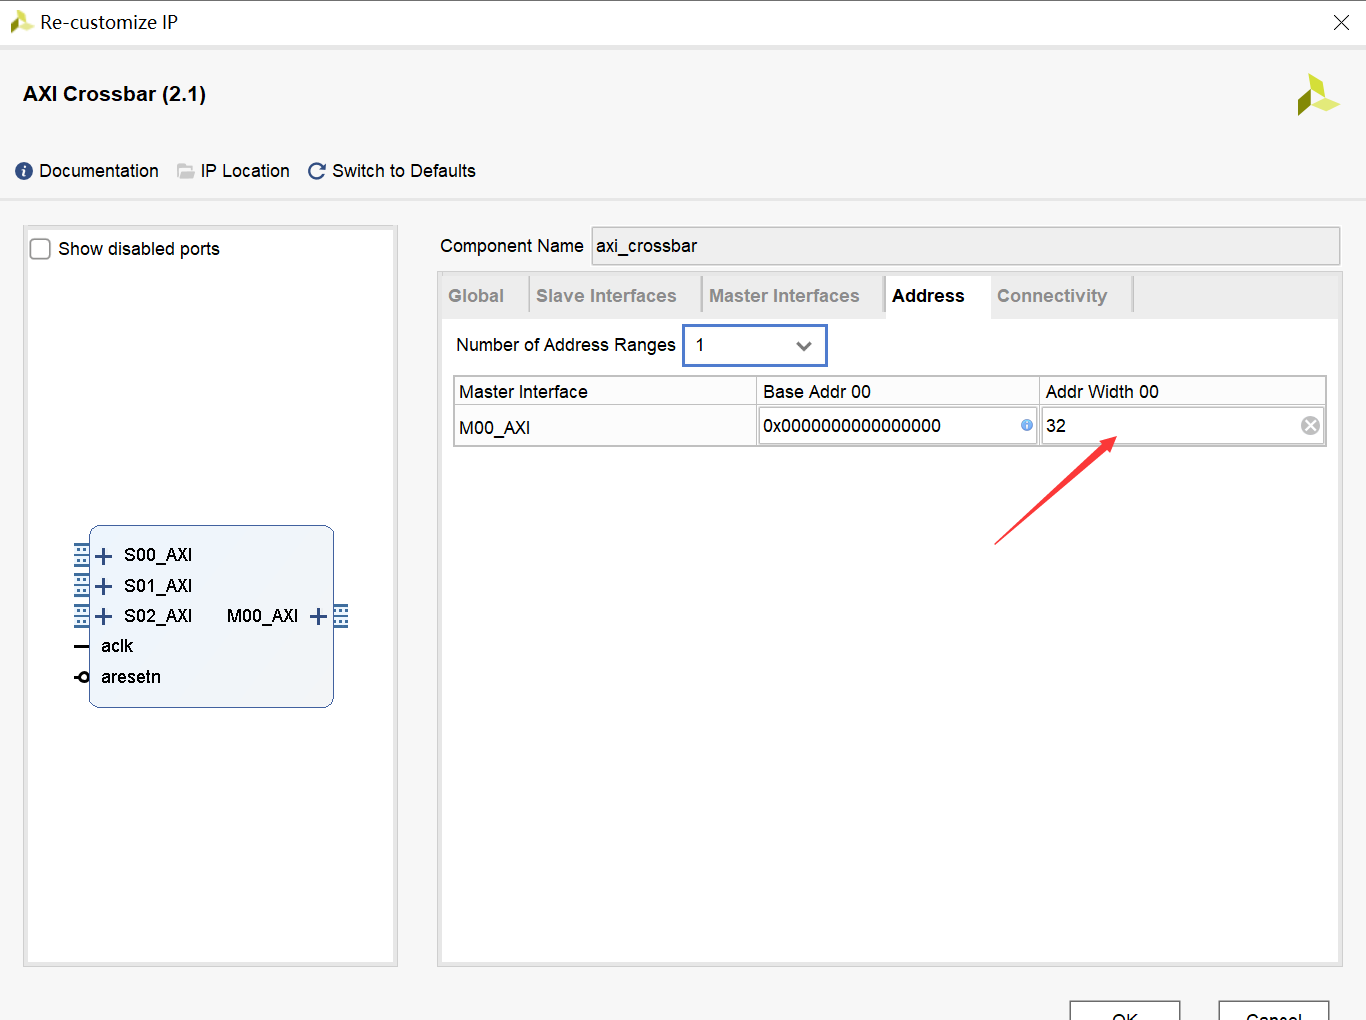 Re-customize IP
AXI Crossbar (2.1)
Documentation IP Location Switch to Defaults
Show disabled ports
S00_AXI
S01_AXI
S02_AXI M00_AXI
aclk
aresetn
Component Name axi_crossbar
Global Slave Interfaces Master Interfaces Address Connectivity
Number of Address Ranges 1
Master Interface Base Addr 00 Addr Width 00
M00_AXI 0x0000000000000000 32
OK Cancel